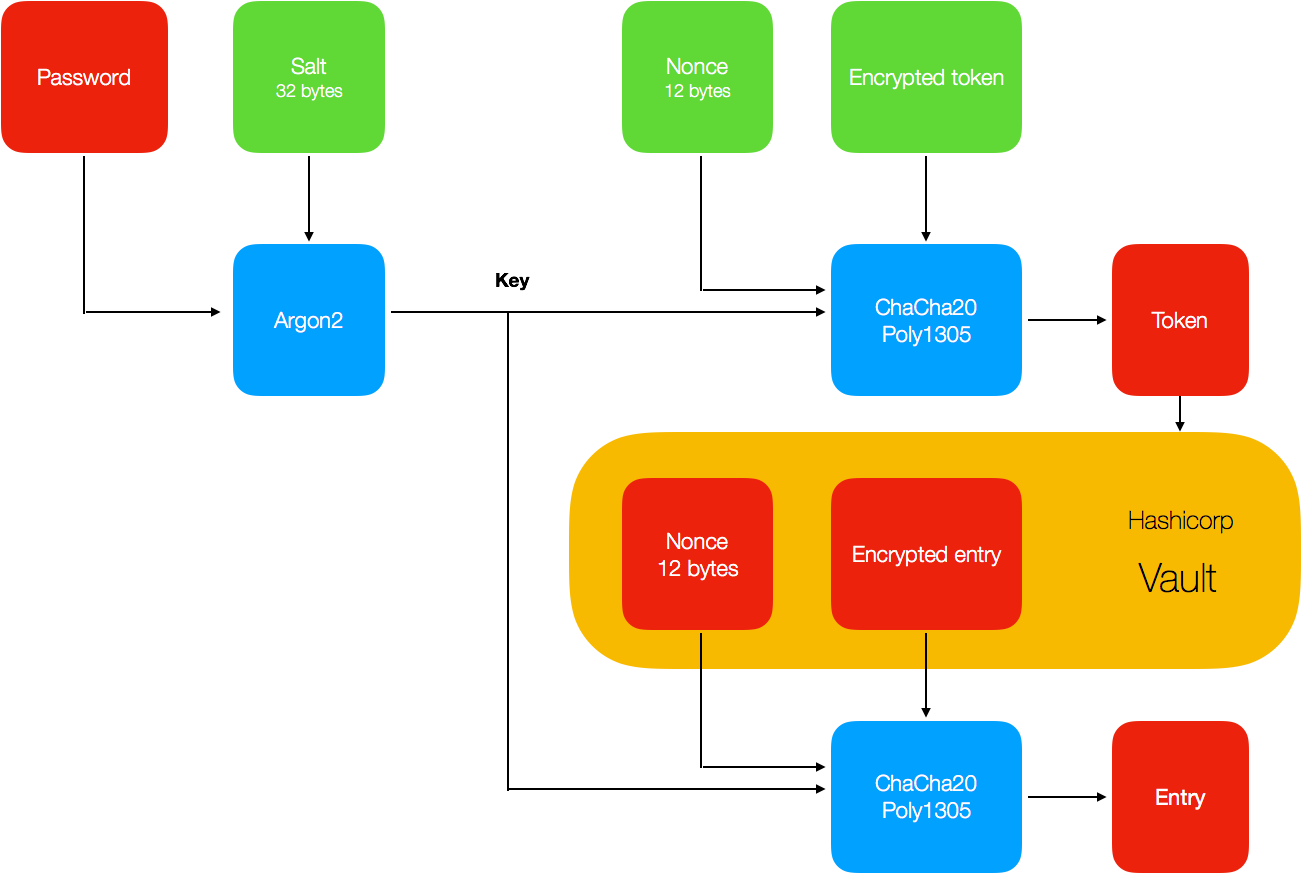 Password
Salt
32 bytes
Nonce
12 bytes
Encrypted token
Key
Argon2
ChaCha20
Poly1305
Token
Nonce
12 bytes
Encrypted entry
Hashicorp
Vault
ChaCha20
Poly1305
Entry